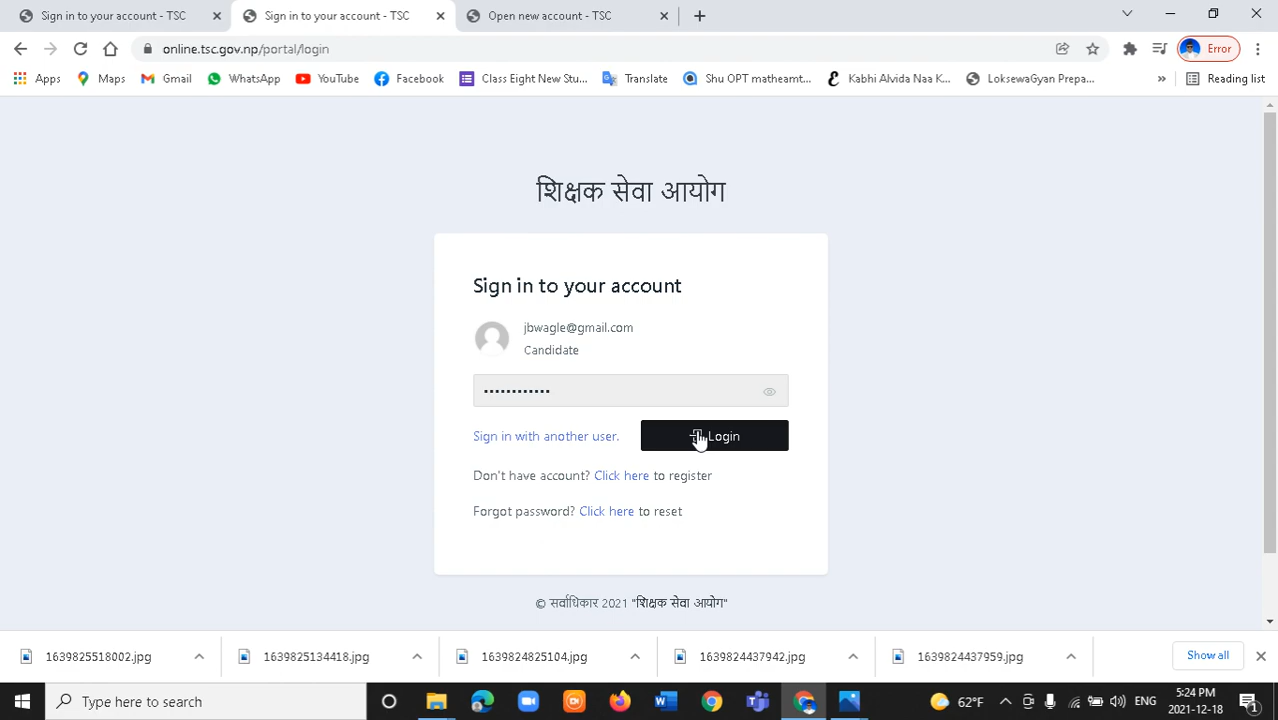 Sign in to your account - TSC
Sign in to your account - TSC
Open new account - TSC
online.tsc.gov.np/portal/login
Error
Apps
Maps
Gmail
WhatsApp
YouTube
Facebook
Class Eight New Stu...
Translate
Shu OPT matheamt...
Kabhi Alvida Naa K...
LoksewaGyan Prepa...
»
Reading list
शिक्षक सेवा आयोग
Sign in to your account
jbwagle@gmail.com
Candidate
••••••••••••
Sign in with another user.
Login
Don't have account? Click here to register
Forgot password? Click here to reset
© सर्वाधिकार 2021 "शिक्षक सेवा आयोग"
1639825518002.jpg
1639825134418.jpg
1639824825104.jpg
1639824437942.jpg
1639824437959.jpg
Show all
Type here to search
62°F
ENG
5:24 PM
2021-12-18
1